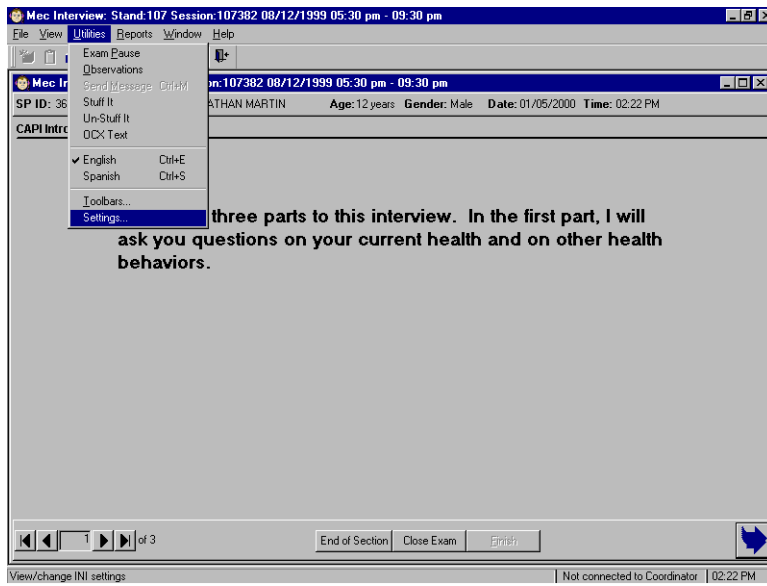 Mec Interview: Stand:107 Session:107382 08/12/1999 05:30 pm - 09:30 pm
File View Utilities Reports Window Help
Exam Pause
Observations
Send Message Ctrl+M
Stuff It
Un-Stuff It
OCX Text
English Ctrl+E
Spanish Ctrl+S
Toolbars...
Settings...
Mec In
on:107382 08/12/1999 05:30 pm - 09:30 pm
SP ID: 36 ATHAN MARTIN Age: 12 years Gender: Male Date: 01/05/2000 Time: 02:22 PM
CAPI Intro
three parts to this interview. In the first part, I will
ask you questions on your current health and on other health
behaviors.
1 of 3 End of Section Close Exam Finish
View/change INI settings Not connected to Coordinator 02:22 PM